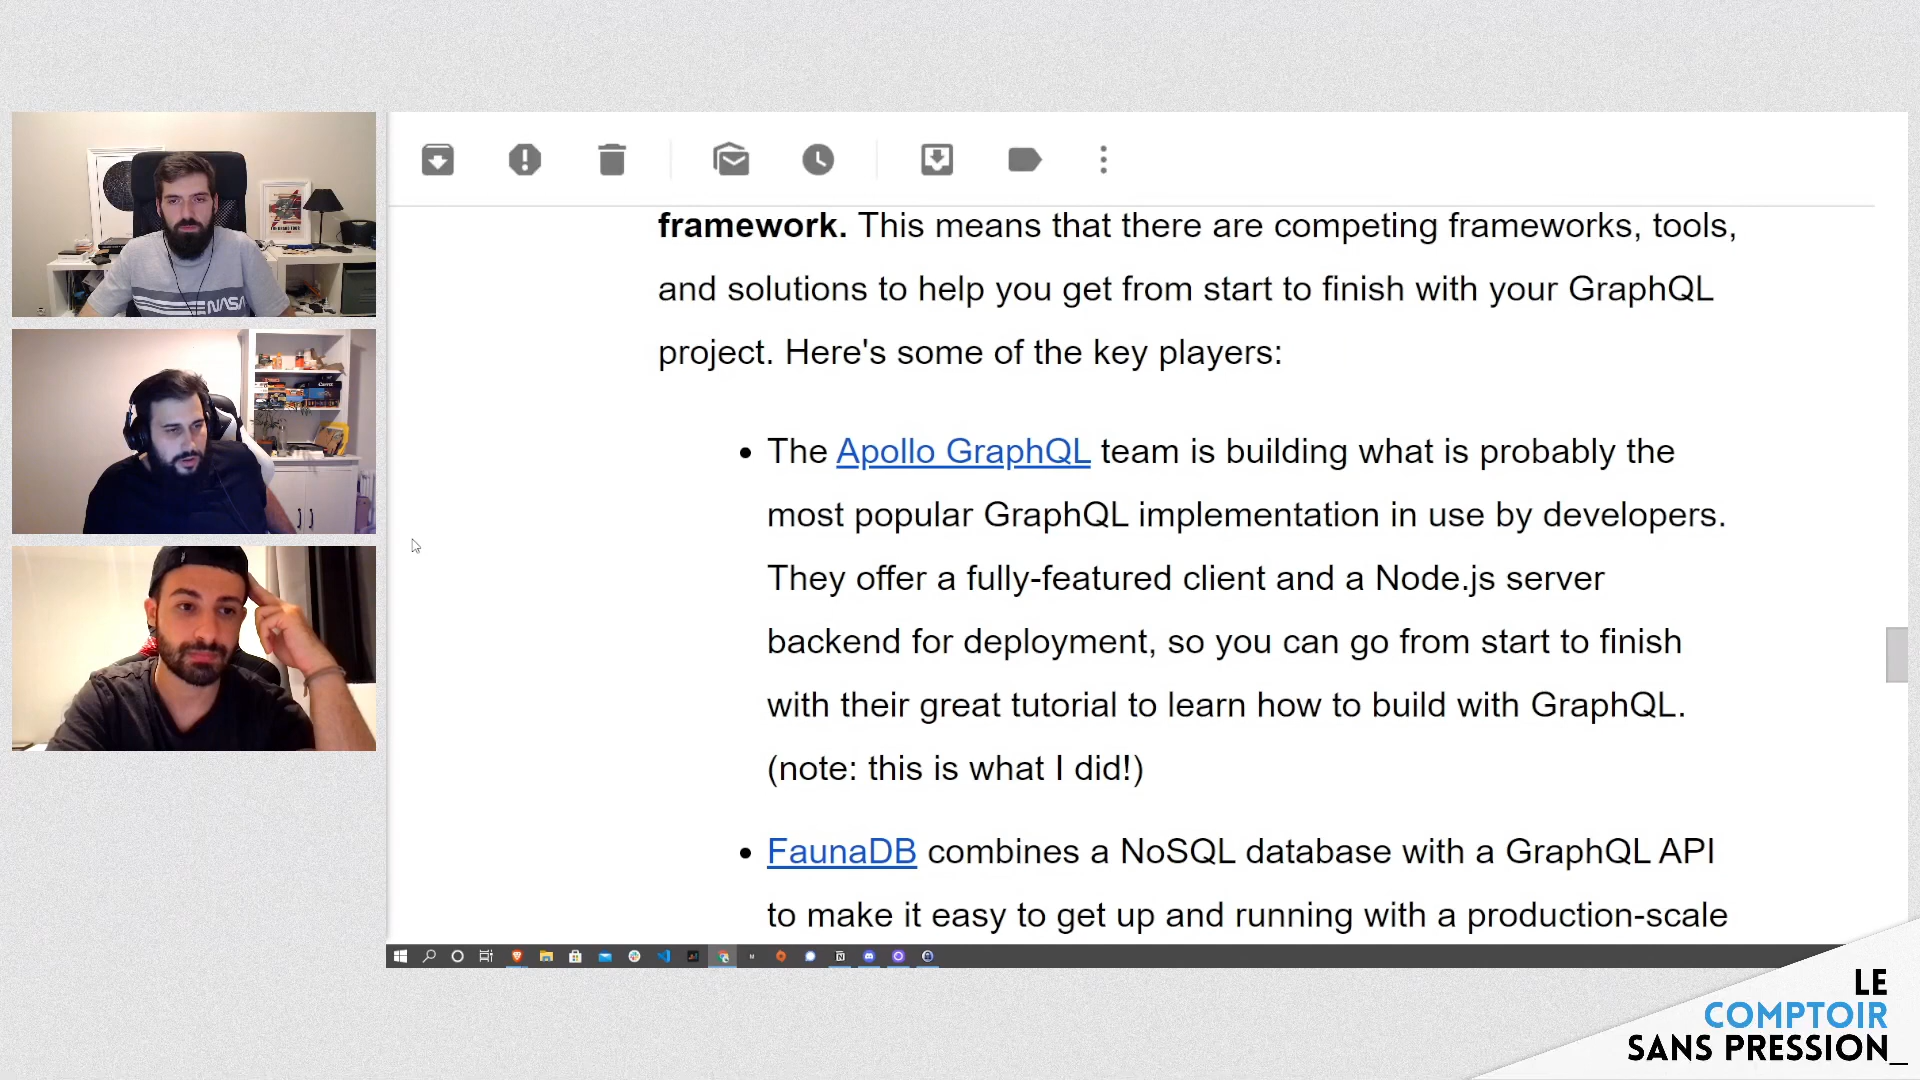 NASA
framework. This means that there are competing frameworks, tools,
and solutions to help you get from start to finish with your GraphQL
project. Here's some of the key players:
• The Apollo GraphQL team is building what is probably the
most popular GraphQL implementation in use by developers.
They offer a fully-featured client and a Node.js server
backend for deployment, so you can go from start to finish
with their great tutorial to learn how to build with GraphQL.
(note: this is what I did!)
• FaunaDB combines a NoSQL database with a GraphQL API
to make it easy to get up and running with a production-scale
LE
COMPTOIR
SANS PRESSION_